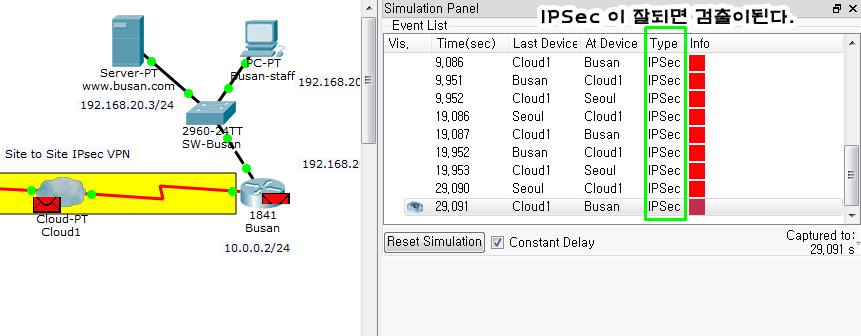 Server-PT
www.busan.com
192.168.20.3/24
PC-PT
Busan-staff
192.168.20
2960-24TT
SW-Busan
192.168.20
Site to Site IPsec VPN
Cloud-PT
Cloud1
1841
Busan
10.0.0.2/24
Simulation Panel
IPSec 이 잘되면 검출이된다.
Event List
Vis. Time(sec) Last Device At Device Type Info
9,086 Cloud1 Busan IPSec
9,951 Busan Cloud1 IPSec
9,952 Cloud1 Seoul IPSec
19,086 Seoul Cloud1 IPSec
19,087 Cloud1 Busan IPSec
19,952 Busan Cloud1 IPSec
19,953 Cloud1 Seoul IPSec
29,090 Seoul Cloud1 IPSec
29,091 Cloud1 Busan IPSec
Reset Simulation Constant Delay
Captured to:
29,091 s